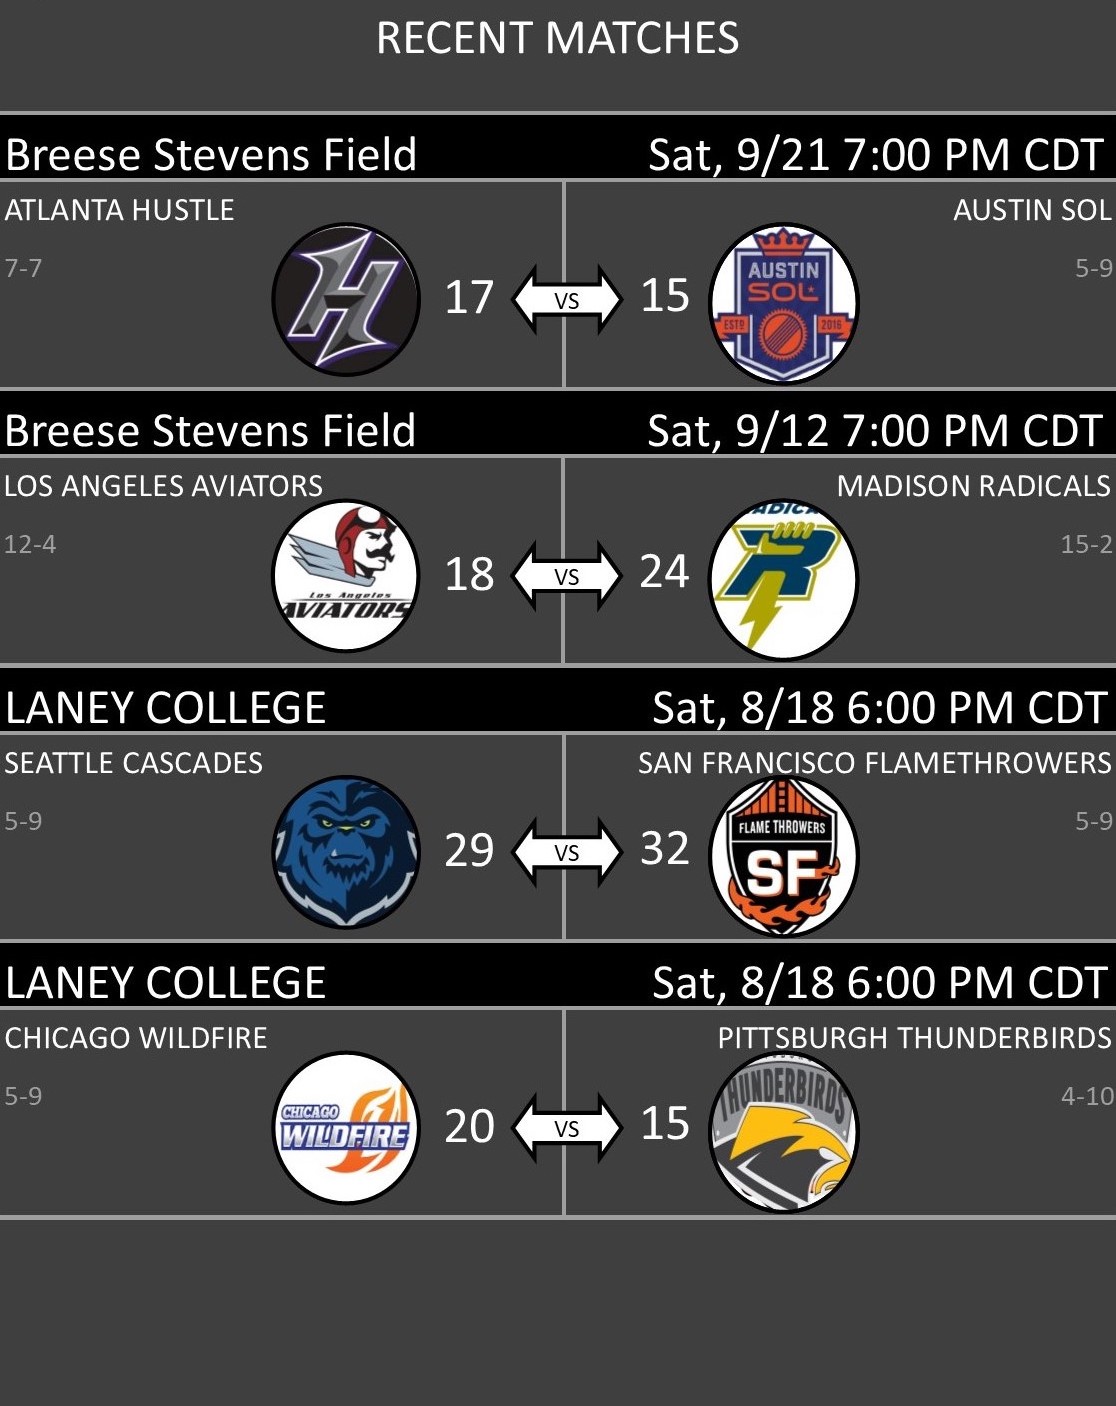 RECENT MATCHES
Breese Stevens Field Sat, 9/21 7:00 PM CDT
ATLANTA HUSTLE AUSTIN SOL
7-7 17 VS 15 5-9
AUSTIN
SOL
ESTD 2016
Breese Stevens Field Sat, 9/12 7:00 PM CDT
LOS ANGELES AVIATORS MADISON RADICALS
12-4 18 VS 24 15-2
Los Angeles
AVIATORS
LANEY COLLEGE Sat, 8/18 6:00 PM CDT
SEATTLE CASCADES SAN FRANCISCO FLAMETHROWERS
5-9 29 VS 32 5-9
FLAME THROWERS
SF
LANEY COLLEGE Sat, 8/18 6:00 PM CDT
CHICAGO WILDFIRE PITTSBURGH THUNDERBIRDS
5-9 20 VS 15 4-10
CHICAGO
WILDFIRE
THUNDERBIRDS